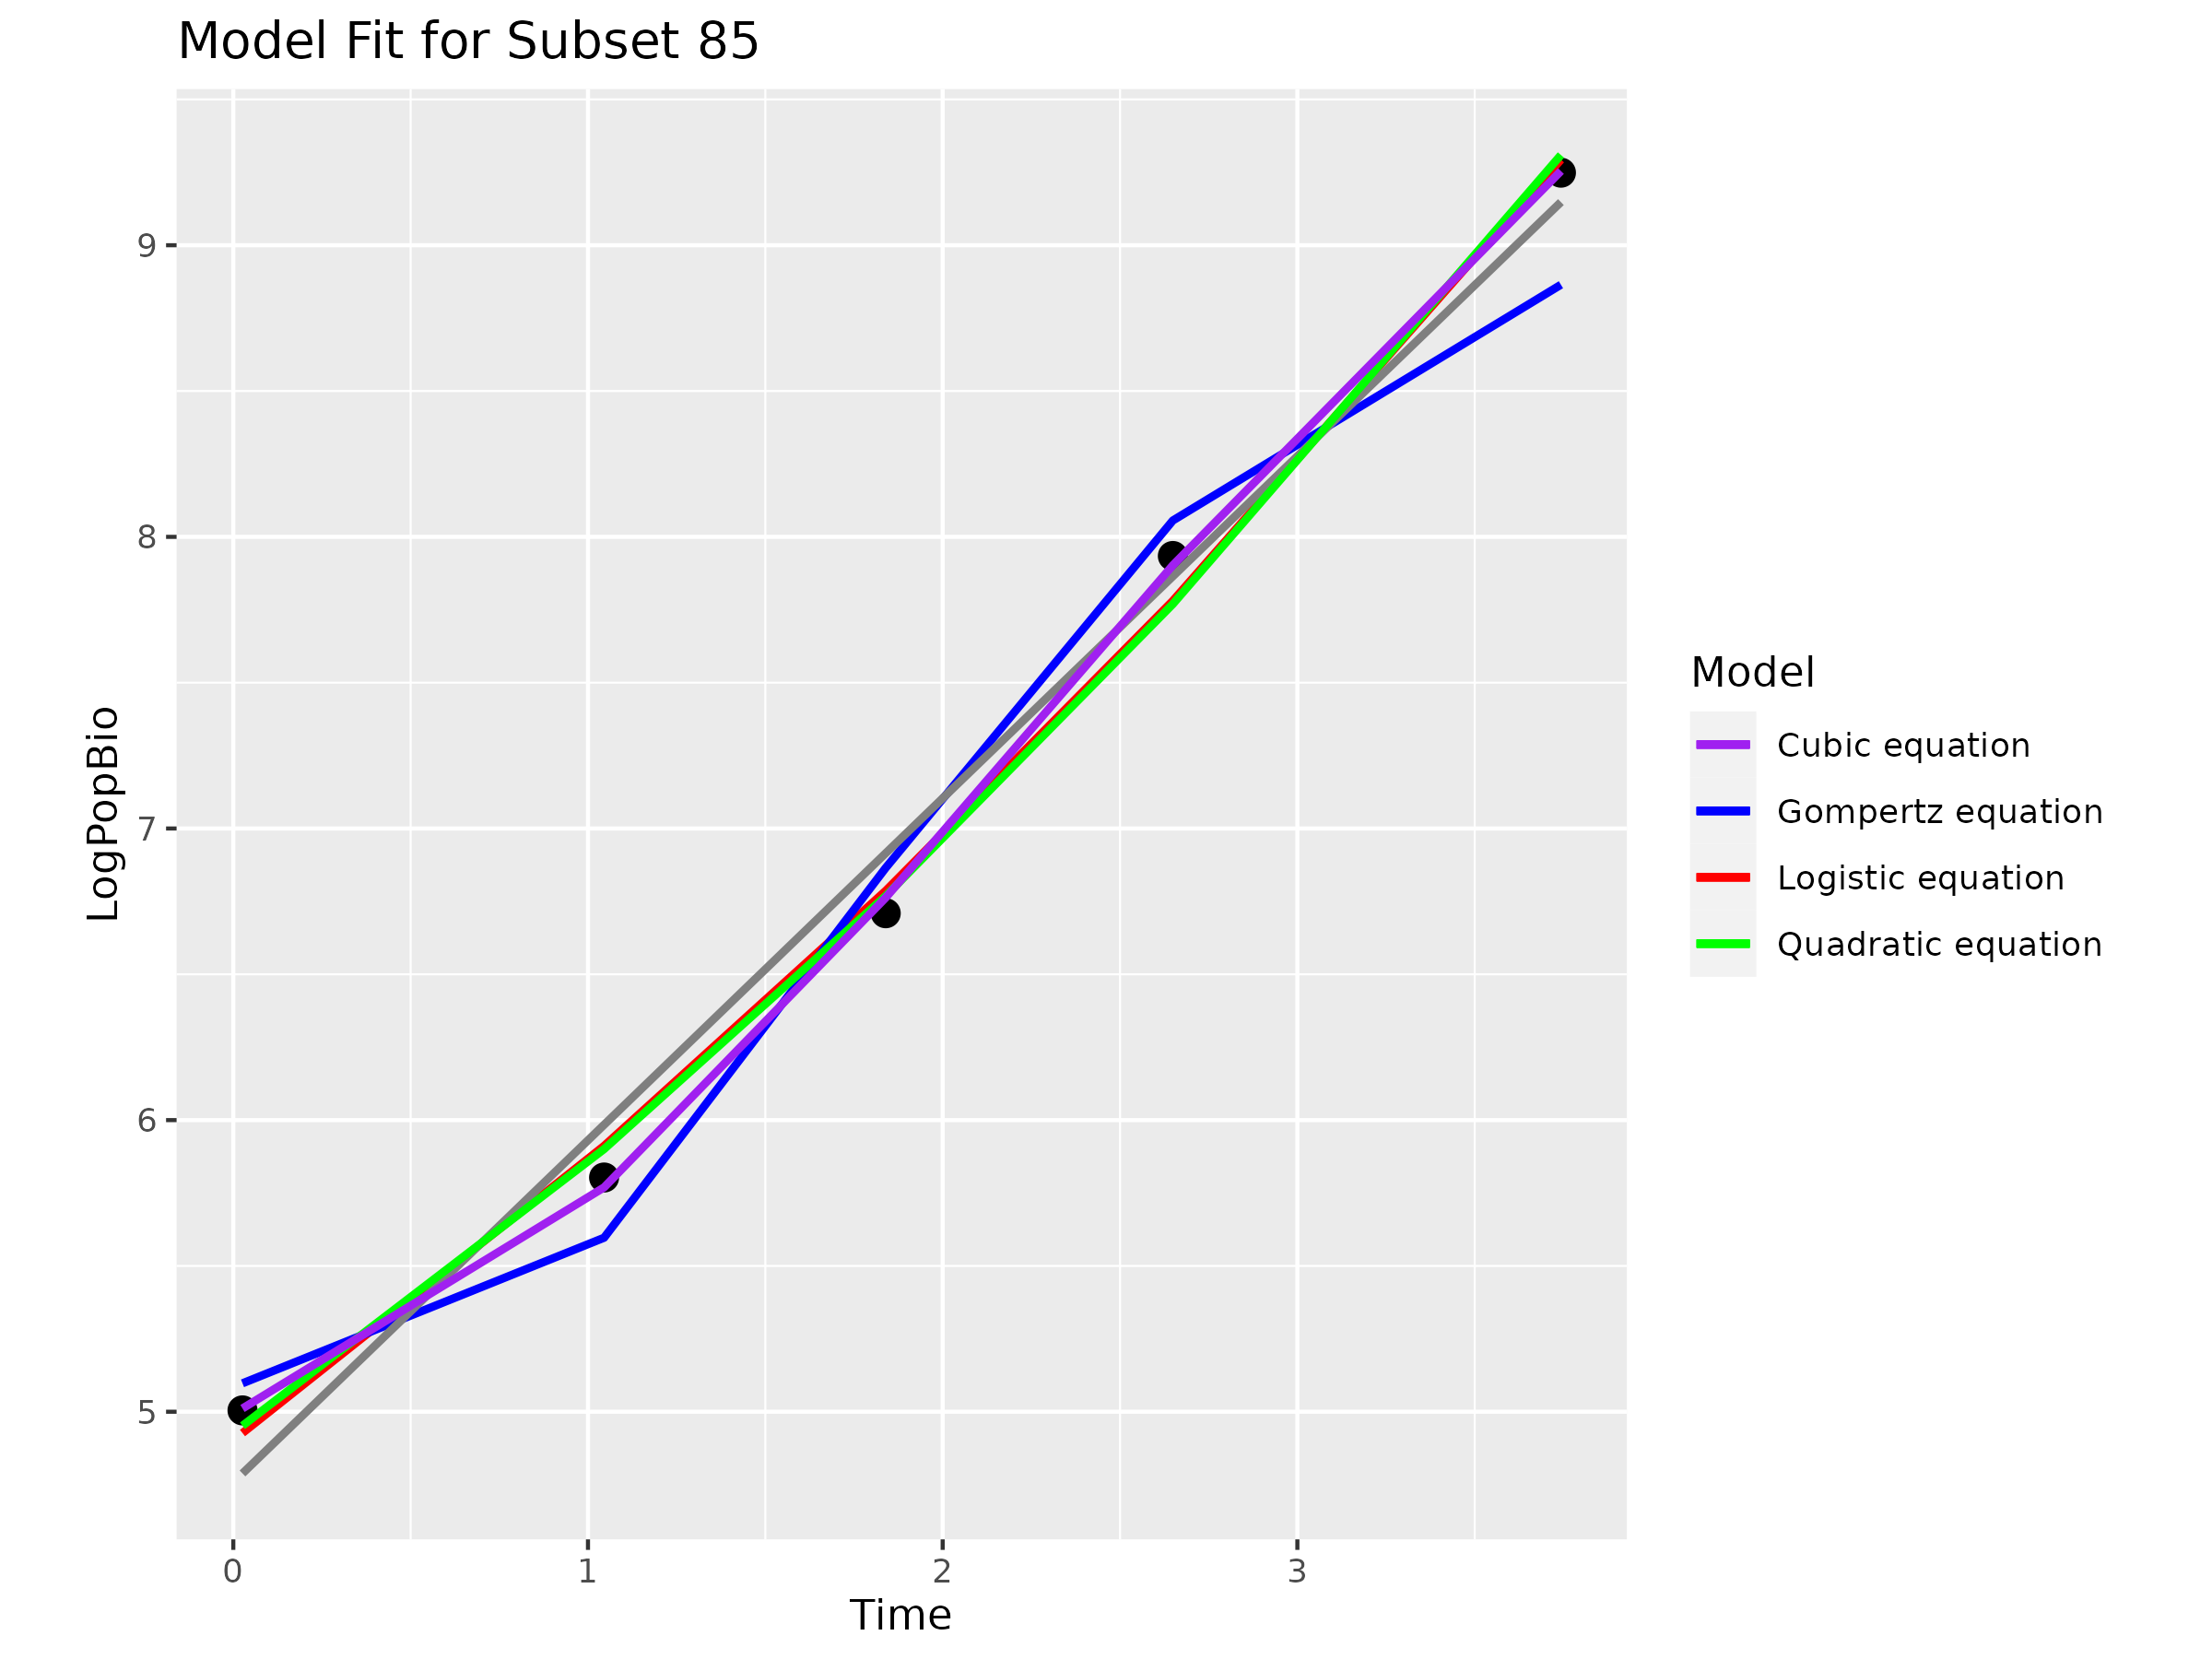 Model Fit for Subset 85
LogPopBio
9
8
7
6
5
0 1 2 3
Time
Model
Cubic equation
Gompertz equation
Logistic equation
Quadratic equation